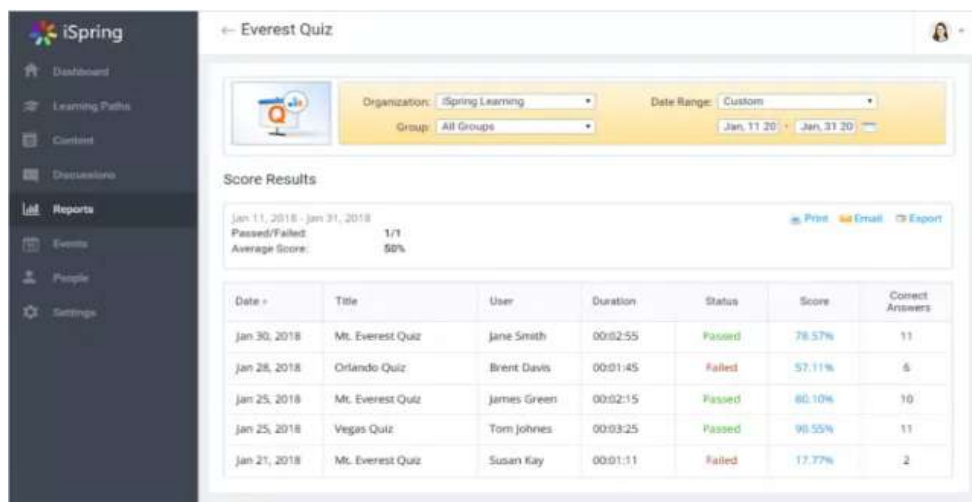 iSpring
← Everest Quiz
Dashboard
Learning Paths
Content
Discussions
Reports
Events
People
Settings
Q
Organization: iSpring Learning
Date Range: Custom
Group: All Groups
Jan, 11 20 - Jan, 31 20
Score Results
Jan 11, 2018 - Jan 31, 2018
Print Email Export
Passed/Failed: 1/1
Average Score: 50%
Date Title User Duration Status Score Correct Answers
Jan 30, 2018 Mt. Everest Quiz Jane Smith 00:02:55 Passed 78.57% 11
Jan 28, 2018 Orlando Quiz Brent Davis 00:01:45 Failed 57.11% 6
Jan 25, 2018 Mt. Everest Quiz James Green 00:02:15 Passed 80.10% 10
Jan 25, 2018 Vegas Quiz Tom Johnes 00:03:25 Passed 90.55% 11
Jan 21, 2018 Mt. Everest Quiz Susan Kay 00:01:11 Failed 17.77% 2